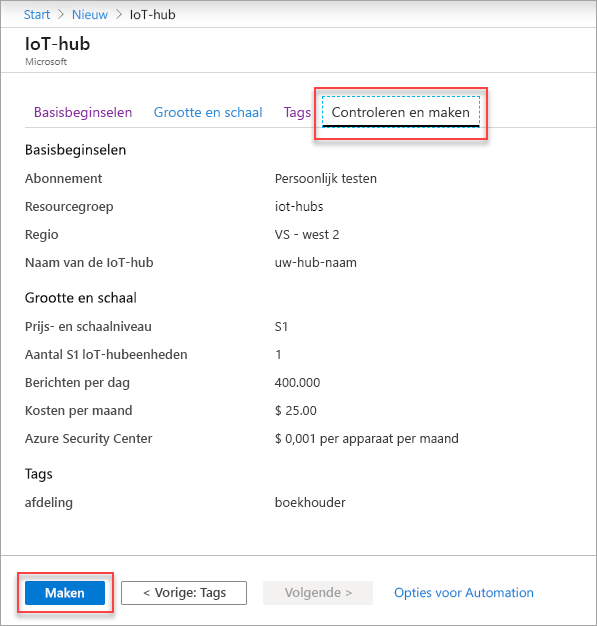 Start > Nieuw > IoT-hub
IoT-hub
Microsoft
Basisbeginselen Grootte en schaal Tags Controleren en maken
Basisbeginselen
Abonnement Persoonlijk testen
Resourcegroep iot-hubs
Regio VS - west 2
Naam van de IoT-hub uw-hub-naam
Grootte en schaal
Prijs- en schaalniveau S1
Aantal S1 IoT-hubeenheden 1
Berichten per dag 400.000
Kosten per maand $ 25.00
Azure Security Center $ 0,001 per apparaat per maand
Tags
afdeling boekhouder
Maken < Vorige: Tags Volgende > Opties voor Automation